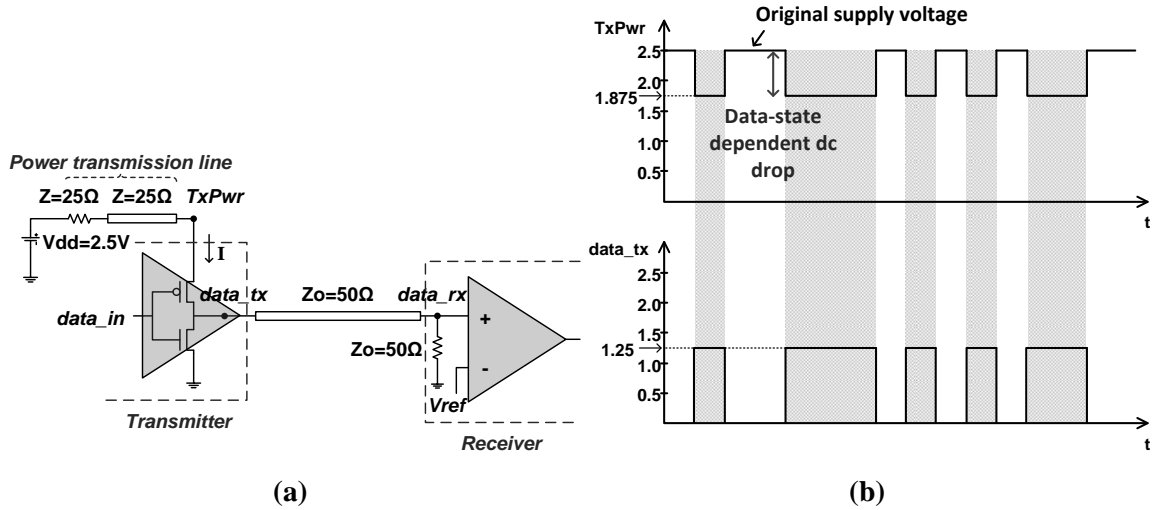 Power transmission line
Z=25Ω Z=25Ω TxPwr
Vdd=2.5V
I
data_in
data_tx
Zo=50Ω
data_rx
Zo=50Ω
+
-
Vref
Transmitter
Receiver
(a)
TxPwr
Original supply voltage
2.5
2.0
1.875
1.5
1.0
0.5
Data-state
dependent dc
drop
t
data_tx
2.5
2.0
1.5
1.25
1.0
0.5
t
(b)